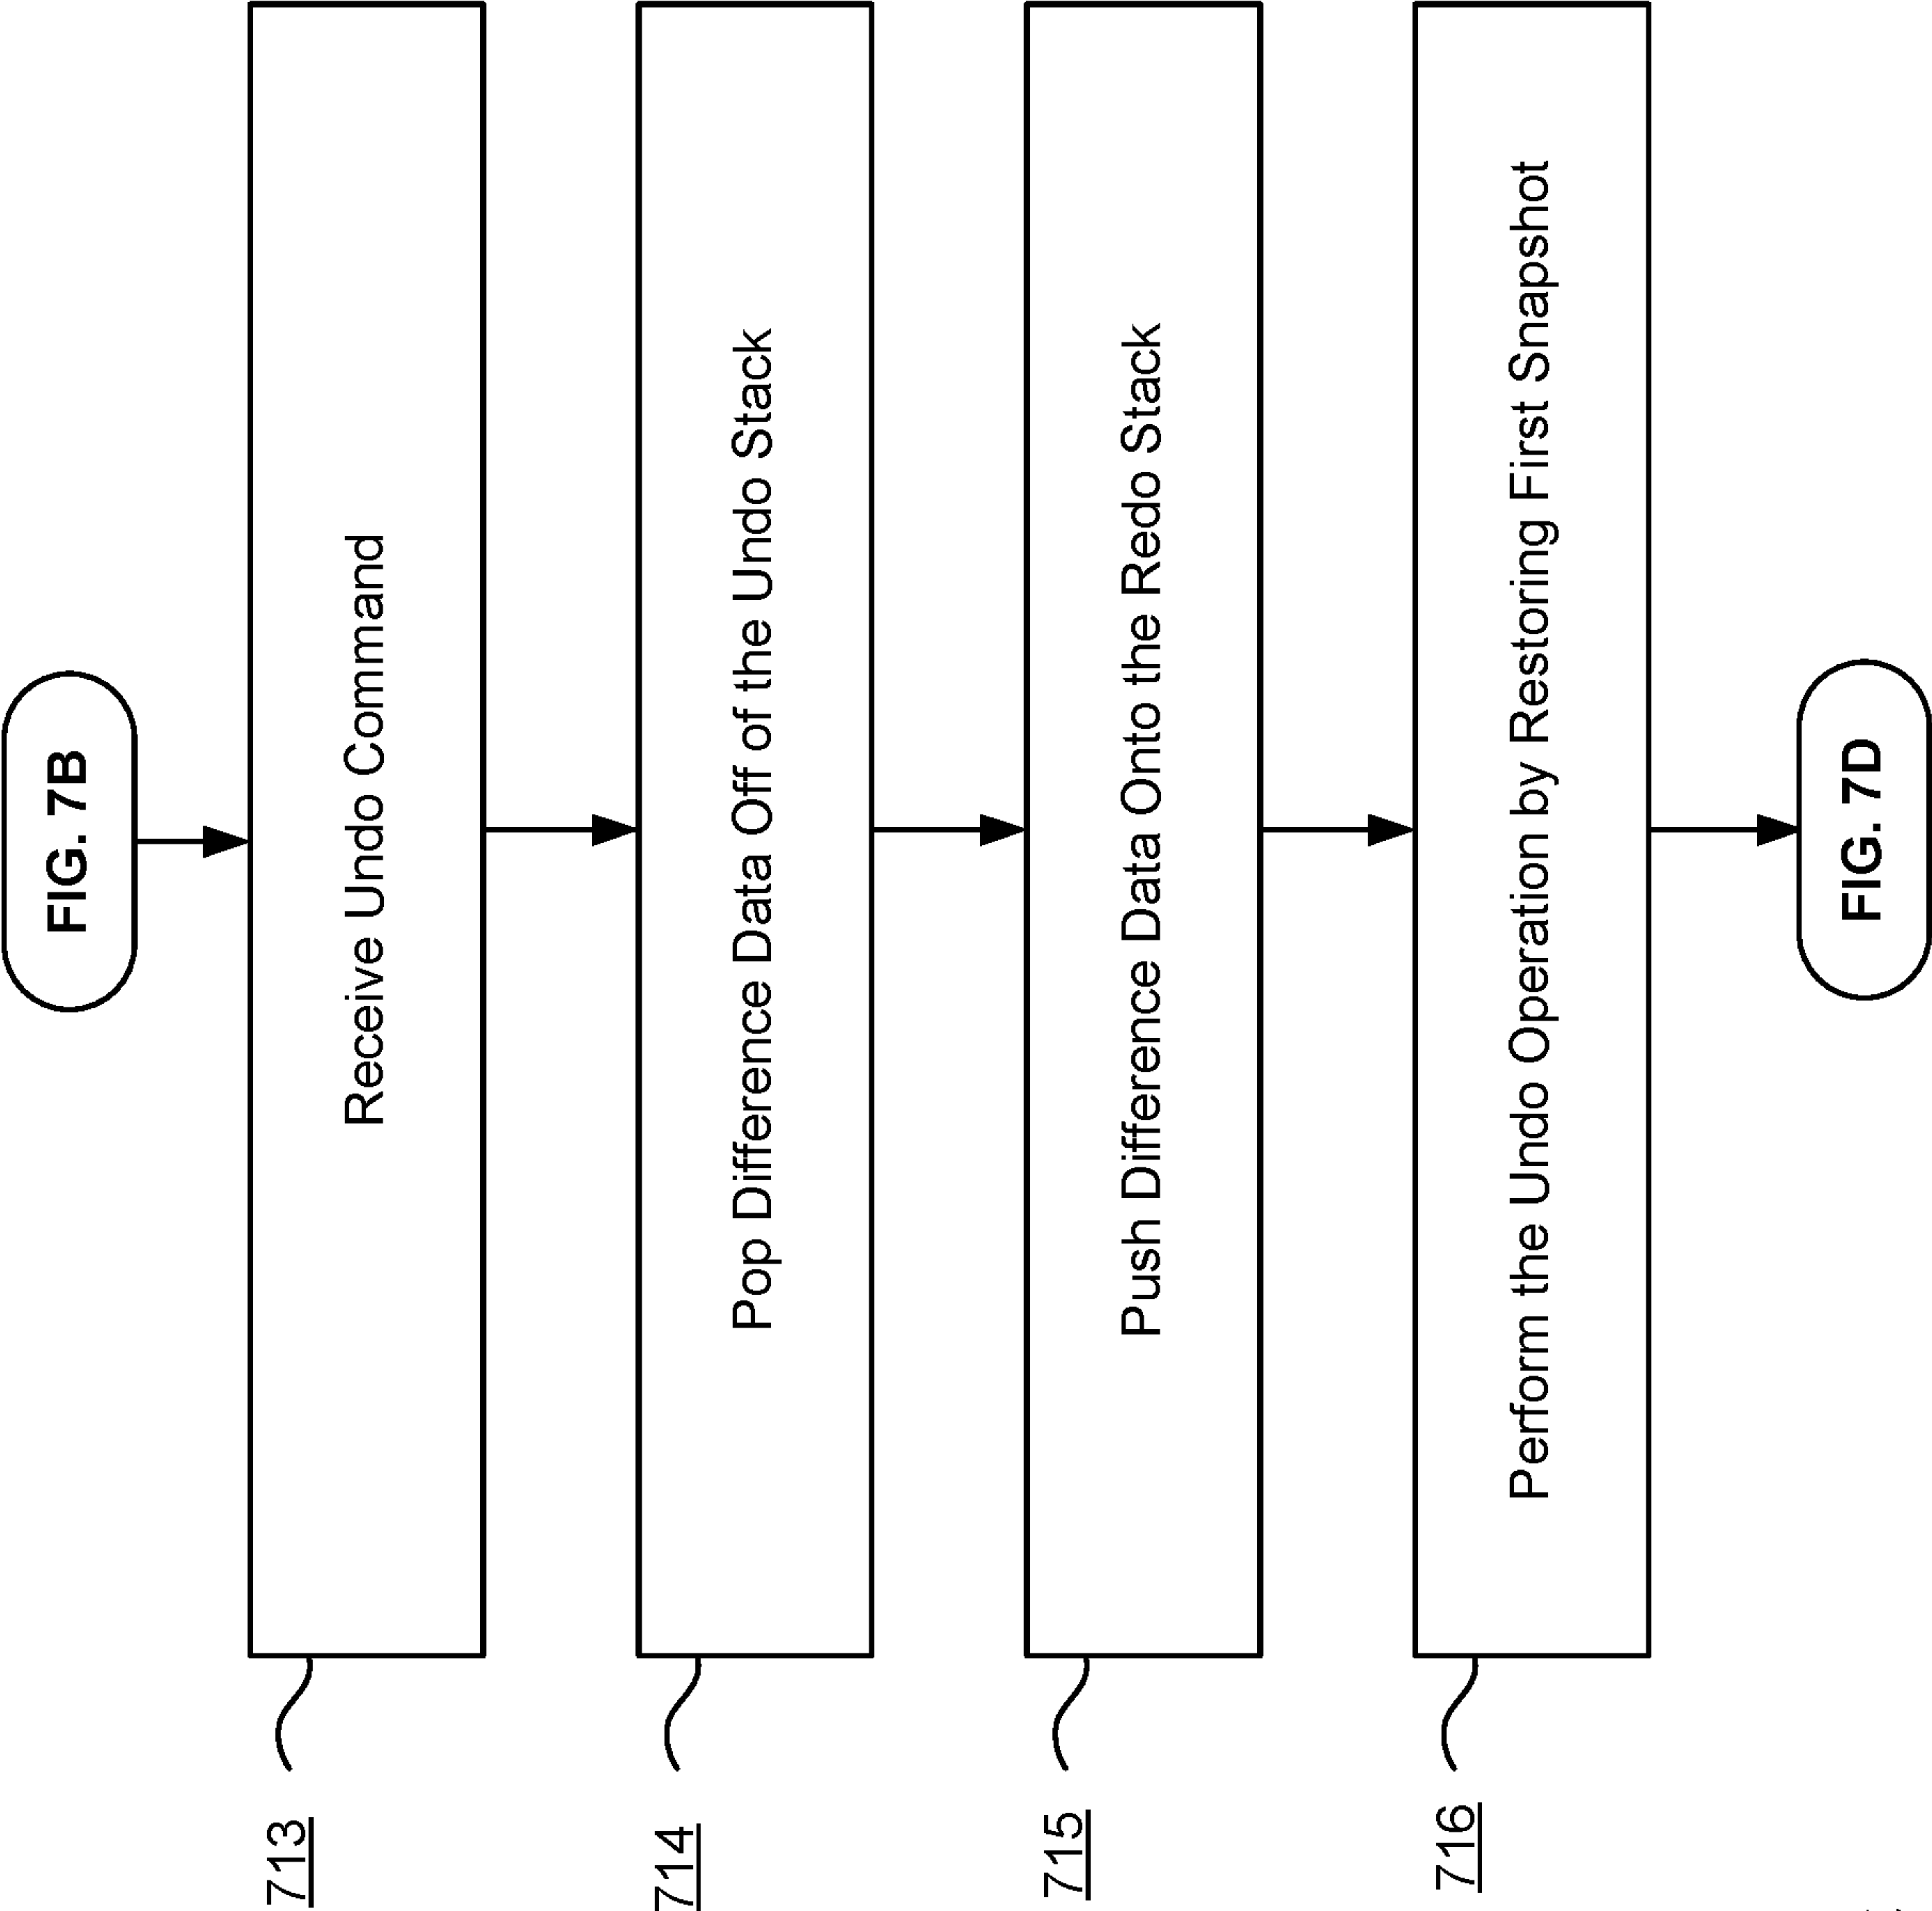 FIG. 7B
713
Receive Undo Command
714
Pop Difference Data Off of the Undo Stack
715
Push Difference Data Onto the Redo Stack
716
Perform the Undo Operation by Restoring First Snapshot
FIG. 7D